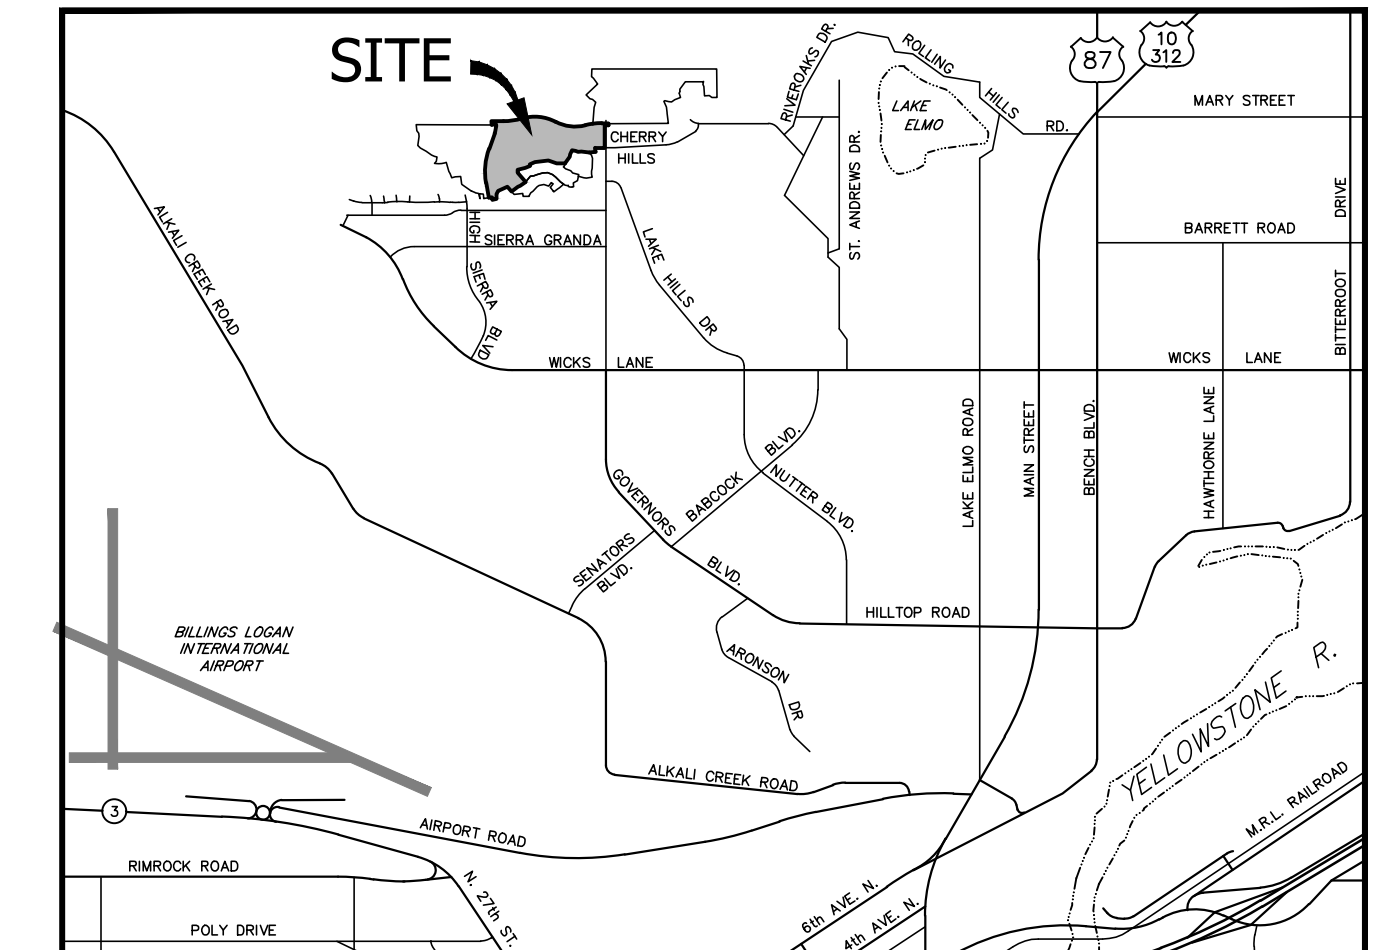 SITE
RIVEROAKS DR.
ROLLING
HILLS
RD.
87
10
312
MARY STREET
LAKE
ELMO
CHERRY
HILLS
ST. ANDREWS DR.
DRIVE
BITTERROOT
BARRETT ROAD
ALKALI CREEK ROAD
HIGH
SIERRA
BLVD
SIERRA GRANDA
LAKE
HILLS
DR
WICKS LANE
WICKS LANE
LAKE ELMO ROAD
MAIN STREET
BENCH BLVD.
HAWTHORNE LANE
GOVERNORS
BLVD.
BABCOCK
BLVD.
NUTTER BLVD.
SENATORS
BLVD.
HILLTOP ROAD
BILLINGS LOGAN
INTERNATIONAL
AIRPORT
ARONSON
DR
YELLOWSTONE R.
ALKALI CREEK ROAD
M.R.L. RAILROAD
3
AIRPORT ROAD
RIMROCK ROAD
N. 27th ST.
6th AVE. N.
4th AVE. N.
POLY DRIVE